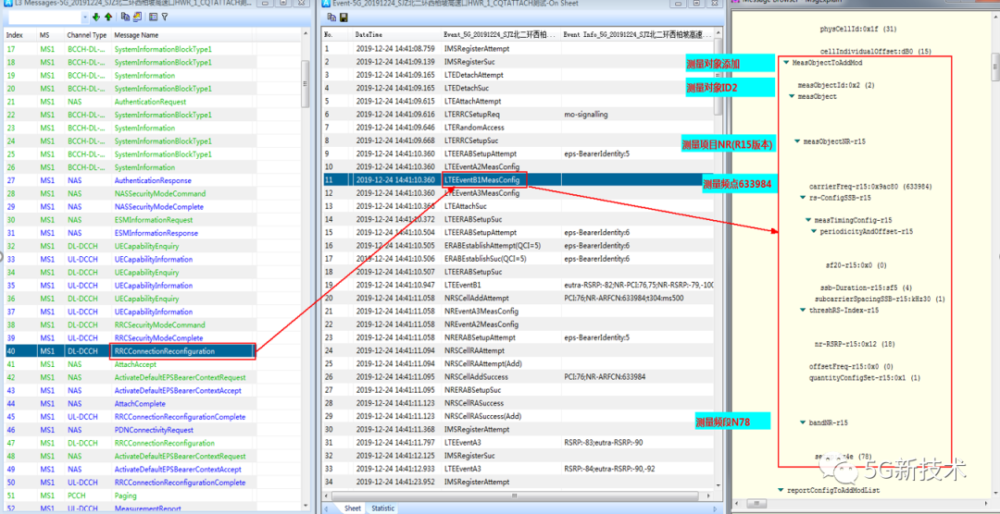 L3 Messages-5G_20191224_SJZ北二环西柏坡高速口HWR_1_CQTATTACH测...
Index MS Channel Type Message Name
17 MS1 BCCH-DL-... SystemInformationBlockType1
18 MS1 BCCH-DL-... SystemInformationBlockType1
19 MS1 BCCH-DL-... SystemInformation
20 MS1 BCCH-DL-... SystemInformationBlockType1
21 MS1 NAS AuthenticationRequest
22 MS1 BCCH-DL-... SystemInformationBlockType1
23 MS1 BCCH-DL-... SystemInformation
24 MS1 BCCH-DL-... SystemInformationBlockType1
25 MS1 BCCH-DL-... SystemInformationBlockType1
26 MS1 BCCH-DL-... SystemInformation
27 MS1 NAS AuthenticationResponse
28 MS1 NAS NASSecurityModeCommand
29 MS1 NAS NASSecurityModeComplete
30 MS1 NAS ESMInformationRequest
31 MS1 NAS ESMInformationResponse
32 MS1 DL-DCCH UECapabilityEnquiry
33 MS1 UL-DCCH UECapabilityInformation
34 MS1 DL-DCCH UECapabilityEnquiry
35 MS1 UL-DCCH UECapabilityInformation
36 MS1 DL-DCCH UECapabilityEnquiry
37 MS1 UL-DCCH UECapabilityInformation
38 MS1 DL-DCCH RRCSecurityModeCommand
39 MS1 UL-DCCH RRCSecurityModeComplete
40 MS1 DL-DCCH RRCConnectionReconfiguration
41 MS1 NAS AttachAccept
42 MS1 NAS ActivateDefaultEPSBearerContextRequest
43 MS1 NAS ActivateDefaultEPSBearerContextAccept
44 MS1 NAS AttachComplete
45 MS1 UL-DCCH RRCConnectionReconfigurationComplete
46 MS1 NAS PDNConnectivityRequest
47 MS1 DL-DCCH RRCConnectionReconfiguration
48 MS1 NAS ActivateDefaultEPSBearerContextRequest
49 MS1 NAS ActivateDefaultEPSBearerContextAccept
50 MS1 UL-DCCH RRCConnectionReconfigurationComplete
51 MS1 PCCH Paging
52 MS1 UL-DCCH MeasurementReport
Event-5G_20191224_SJZ北二环西柏坡高速口HWR_1_CQTATTACH测试-On Sheet
No. DateTime Event_5G_20191224_SJZ北二环西柏... Event Info_5G_20191224_SJZ北二环西柏坡高速...
1 2019-12-24 14:41:08.759 IMSRegisterAttempt
2 2019-12-24 14:41:09.139 IMSRegisterSuc
3 2019-12-24 14:41:09.165 LTEDetachAttempt
4 2019-12-24 14:41:09.165 LTEDetachSuc
5 2019-12-24 14:41:09.615 LTEAttachAttempt
6 2019-12-24 14:41:09.616 LTERRCSetupReq mo-signalling
7 2019-12-24 14:41:09.646 LTERandomAccess
8 2019-12-24 14:41:09.668 LTERRCSetupSuc
9 2019-12-24 14:41:10.360 LTEERABSetupAttempt eps-BearerIdentity:5
10 2019-12-24 14:41:10.360 LTEEventA2MeasConfig
11 2019-12-24 14:41:10.360 LTEEventB1MeasConfig
12 2019-12-24 14:41:10.360 LTEEventA3MeasConfig
13 2019-12-24 14:41:10.368 LTEAttachSuc
14 2019-12-24 14:41:10.372 LTEERABSetupSuc
15 2019-12-24 14:41:10.504 LTEERABSetupAttempt eps-BearerIdentity:6
16 2019-12-24 14:41:10.505 ERABEstablishAttempt(QCI=5) eps-BearerIdentity:6
17 2019-12-24 14:41:10.506 ERABEstablishSuc(QCI=5) eps-BearerIdentity:6
18 2019-12-24 14:41:10.507 LTEERABSetupSuc
19 2019-12-24 14:41:10.947 LTEEventB1 eutra-RSRP:-82;NR-PCI:76,75;NR-RSRP:-79,-100
20 2019-12-24 14:41:11.058 NRSCellAddAttempt PCI:76;NR-ARFCN:633984;t304:ms500
21 2019-12-24 14:41:11.058 NREventA3MeasConfig
22 2019-12-24 14:41:11.058 NREventA2MeasConfig
23 2019-12-24 14:41:11.058 NRERABSetupAttempt eps-BearerIdentity:5
24 2019-12-24 14:41:11.094 NRSCellRAAttempt
25 2019-12-24 14:41:11.094 NRSCellRAAttempt(Add)
26 2019-12-24 14:41:11.094 NRSCellAddSuccess PCI:76;NR-ARFCN:633984
27 2019-12-24 14:41:11.095 NRERABSetupSuc
28 2019-12-24 14:41:11.123 NRSCellRASuccess
29 2019-12-24 14:41:11.123 NRSCellRASuccess(Add)
30 2019-12-24 14:41:11.368 IMSRegisterAttempt
31 2019-12-24 14:41:11.797 LTEEventA3 RSRP:-83;eutra-RSRP:-90
32 2019-12-24 14:41:12.125 IMSRegisterSuc
33 2019-12-24 14:41:12.933 LTEEventA3 RSRP:-84;eutra-RSRP:-90,-92
34 2019-12-24 14:41:23.952 IMSRegisterAttempt
Sheet Statistic
Message Browser - MsgExplain
physCellId:0x1f (31)
cellIndividualOffset:dB0 (15)
测量对象添加
MeasObjectToAddMod
测量对象ID2
measObjectId:0x2 (2)
measObject
测量项目NR(R15版本)
measObjectNR-r15
测量频点633984
carrierFreq-r15:0x9ac80 (633984)
rs-ConfigSSB-r15
measTimingConfig-r15
periodicityAndOffset-r15
sf20-r15:0x0 (0)
ssb-Duration-r15:sf5 (4)
subcarrierSpacingSSB-r15:kHz30 (1)
threshRS-Index-r15
nr-RSRP-r15:0x12 (18)
offsetFreq-r15:0x0 (0)
quantityConfigSet-r15:0x1 (1)
测量频段N78
bandNR-r15
(78)
reportConfigToAddModList
5G新技术